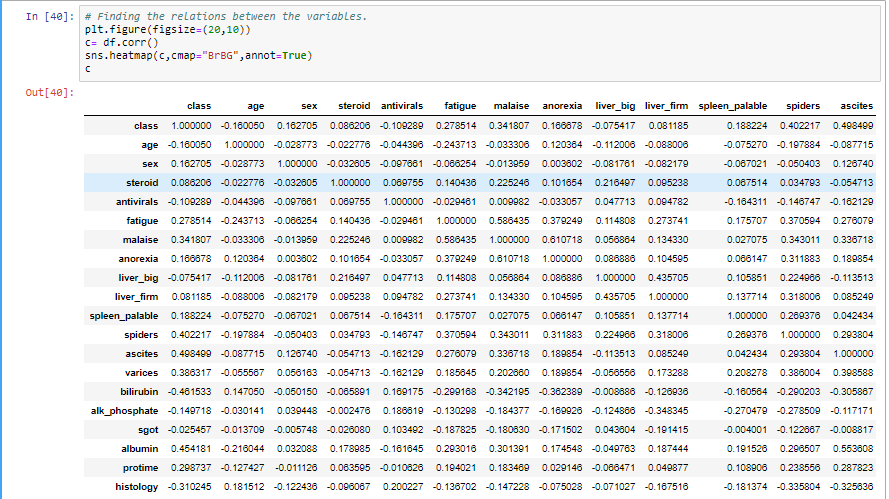 In [40]: # Finding the relations between the variables.
plt.figure(figsize=(20,10))
c= df.corr()
sns.heatmap(c,cmap="BrBG",annot=True)
c
Out[40]:
class age sex steroid antivirals fatigue malaise anorexia liver_big liver_firm spleen_palable spiders ascites
class 1.000000 -0.160050 0.162705 0.086206 -0.109289 0.278514 0.341807 0.166678 -0.075417 0.081185 0.188224 0.402217 0.498499
age -0.160050 1.000000 -0.028773 -0.022776 -0.044396 -0.243713 -0.033306 0.120364 -0.112006 -0.088006 -0.075270 -0.197884 -0.087715
sex 0.162705 -0.028773 1.000000 -0.032605 -0.097661 -0.066254 -0.013959 0.003602 -0.081761 -0.082179 -0.067021 -0.050403 0.126740
steroid 0.086206 -0.022776 -0.032605 1.000000 0.069755 0.140436 0.225246 0.101654 0.216497 0.095238 0.067514 0.034793 -0.054713
antivirals -0.109289 -0.044396 -0.097661 0.069755 1.000000 -0.029461 0.009982 -0.033057 0.047713 0.094782 -0.164311 -0.146747 -0.162129
fatigue 0.278514 -0.243713 -0.066254 0.140436 -0.029461 1.000000 0.586435 0.379249 0.114808 0.273741 0.175707 0.370594 0.276079
malaise 0.341807 -0.033306 -0.013959 0.225246 0.009982 0.586435 1.000000 0.610718 0.056864 0.134330 0.027075 0.343011 0.336718
anorexia 0.166678 0.120364 0.003602 0.101654 -0.033057 0.379249 0.610718 1.000000 0.086886 0.104595 0.066147 0.311883 0.189854
liver_big -0.075417 -0.112006 -0.081761 0.216497 0.047713 0.114808 0.056864 0.086886 1.000000 0.435705 0.105851 0.224966 -0.113513
liver_firm 0.081185 -0.088006 -0.082179 0.095238 0.094782 0.273741 0.134330 0.104595 0.435705 1.000000 0.137714 0.318006 0.085249
spleen_palable 0.188224 -0.075270 -0.067021 0.067514 -0.164311 0.175707 0.027075 0.066147 0.105851 0.137714 1.000000 0.269376 0.042434
spiders 0.402217 -0.197884 -0.050403 0.034793 -0.146747 0.370594 0.343011 0.311883 0.224966 0.318006 0.269376 1.000000 0.293804
ascites 0.498499 -0.087715 0.126740 -0.054713 -0.162129 0.276079 0.336718 0.189854 -0.113513 0.085249 0.042434 0.293804 1.000000
varices 0.386317 -0.055567 0.056163 -0.054713 -0.162129 0.185645 0.202660 0.189854 -0.056556 0.173288 0.208278 0.386004 0.398588
bilirubin -0.461533 0.147050 -0.050150 -0.065891 0.169175 -0.299168 -0.342195 -0.362389 -0.008686 -0.126936 -0.160564 -0.290203 -0.305867
alk_phosphate -0.149718 -0.030141 0.039448 -0.002476 0.186619 -0.130298 -0.184377 -0.169926 -0.124866 -0.348345 -0.270479 -0.278509 -0.117171
sgot -0.025457 -0.013709 -0.005748 -0.026080 0.103492 -0.187825 -0.180630 -0.171502 0.043604 -0.191415 -0.004001 -0.122667 -0.008817
albumin 0.454181 -0.216044 0.032088 0.178985 -0.161645 0.293016 0.301391 0.174548 -0.049763 0.187444 0.191526 0.296507 0.553608
protime 0.298737 -0.127427 -0.011126 0.063595 -0.010626 0.194021 0.183469 0.029146 -0.066471 0.049877 0.108906 0.238556 0.287823
histology -0.310245 0.181512 -0.122436 -0.096067 0.200227 -0.136702 -0.147228 -0.075028 -0.071027 -0.167516 -0.181374 -0.335804 -0.325636